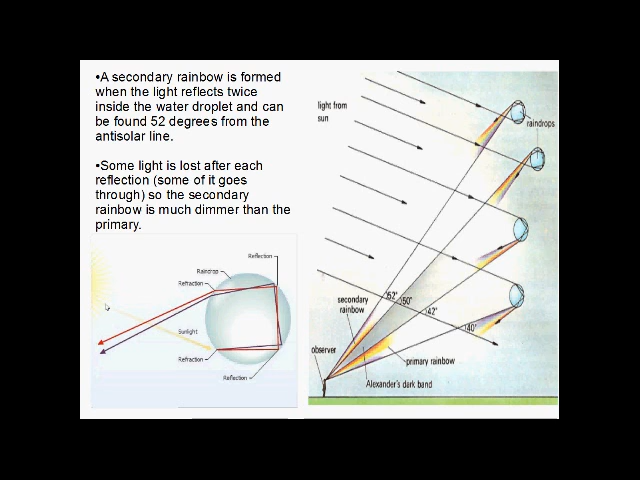 •A secondary rainbow is formed
when the light reflects twice
inside the water droplet and can
be found 52 degrees from the
antisolar line.
•Some light is lost after each
reflection (some of it goes
through) so the secondary
rainbow is much dimmer than the
primary.
Reflection
Raindrop
Refraction
Sunlight
Refraction
Reflection
light from
sun
raindrops
52°
50°
42°
40°
secondary
rainbow
observer
primary rainbow
Alexander's dark band